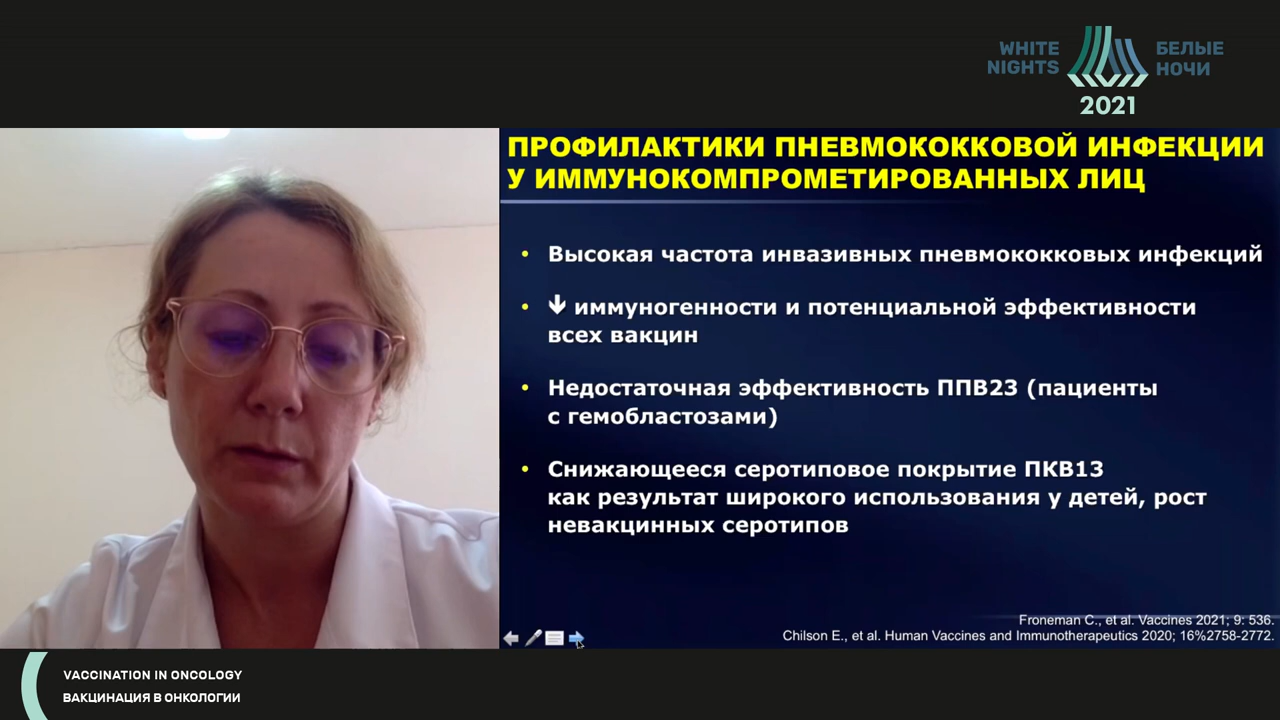 WHITE
NIGHTS
БЕЛЫЕ
НОЧИ
2021
ПРОФИЛАКТИКИ ПНЕВМОКОККОВОЙ ИНФЕКЦИИ
У ИММУНОКОМПРОМЕТИРОВАННЫХ ЛИЦ
• Высокая частота инвазивных пневмококковых инфекций
• 🡻 иммуногенности и потенциальной эффективности
всех вакцин
• Недостаточная эффективность ППВ23 (пациенты
с гемобластозами)
• Снижающееся серотиповое покрытие ПКВ13
как результат широкого использования у детей, рост
невакцинных серотипов
Froneman C., et al. Vaccines 2021; 9: 536.
Chilson E., et al. Human Vaccines and Immunotherapeutics 2020; 16%2758-2772.
VACCINATION IN ONCOLOGY
ВАКЦИНАЦИЯ В ОНКОЛОГИИ